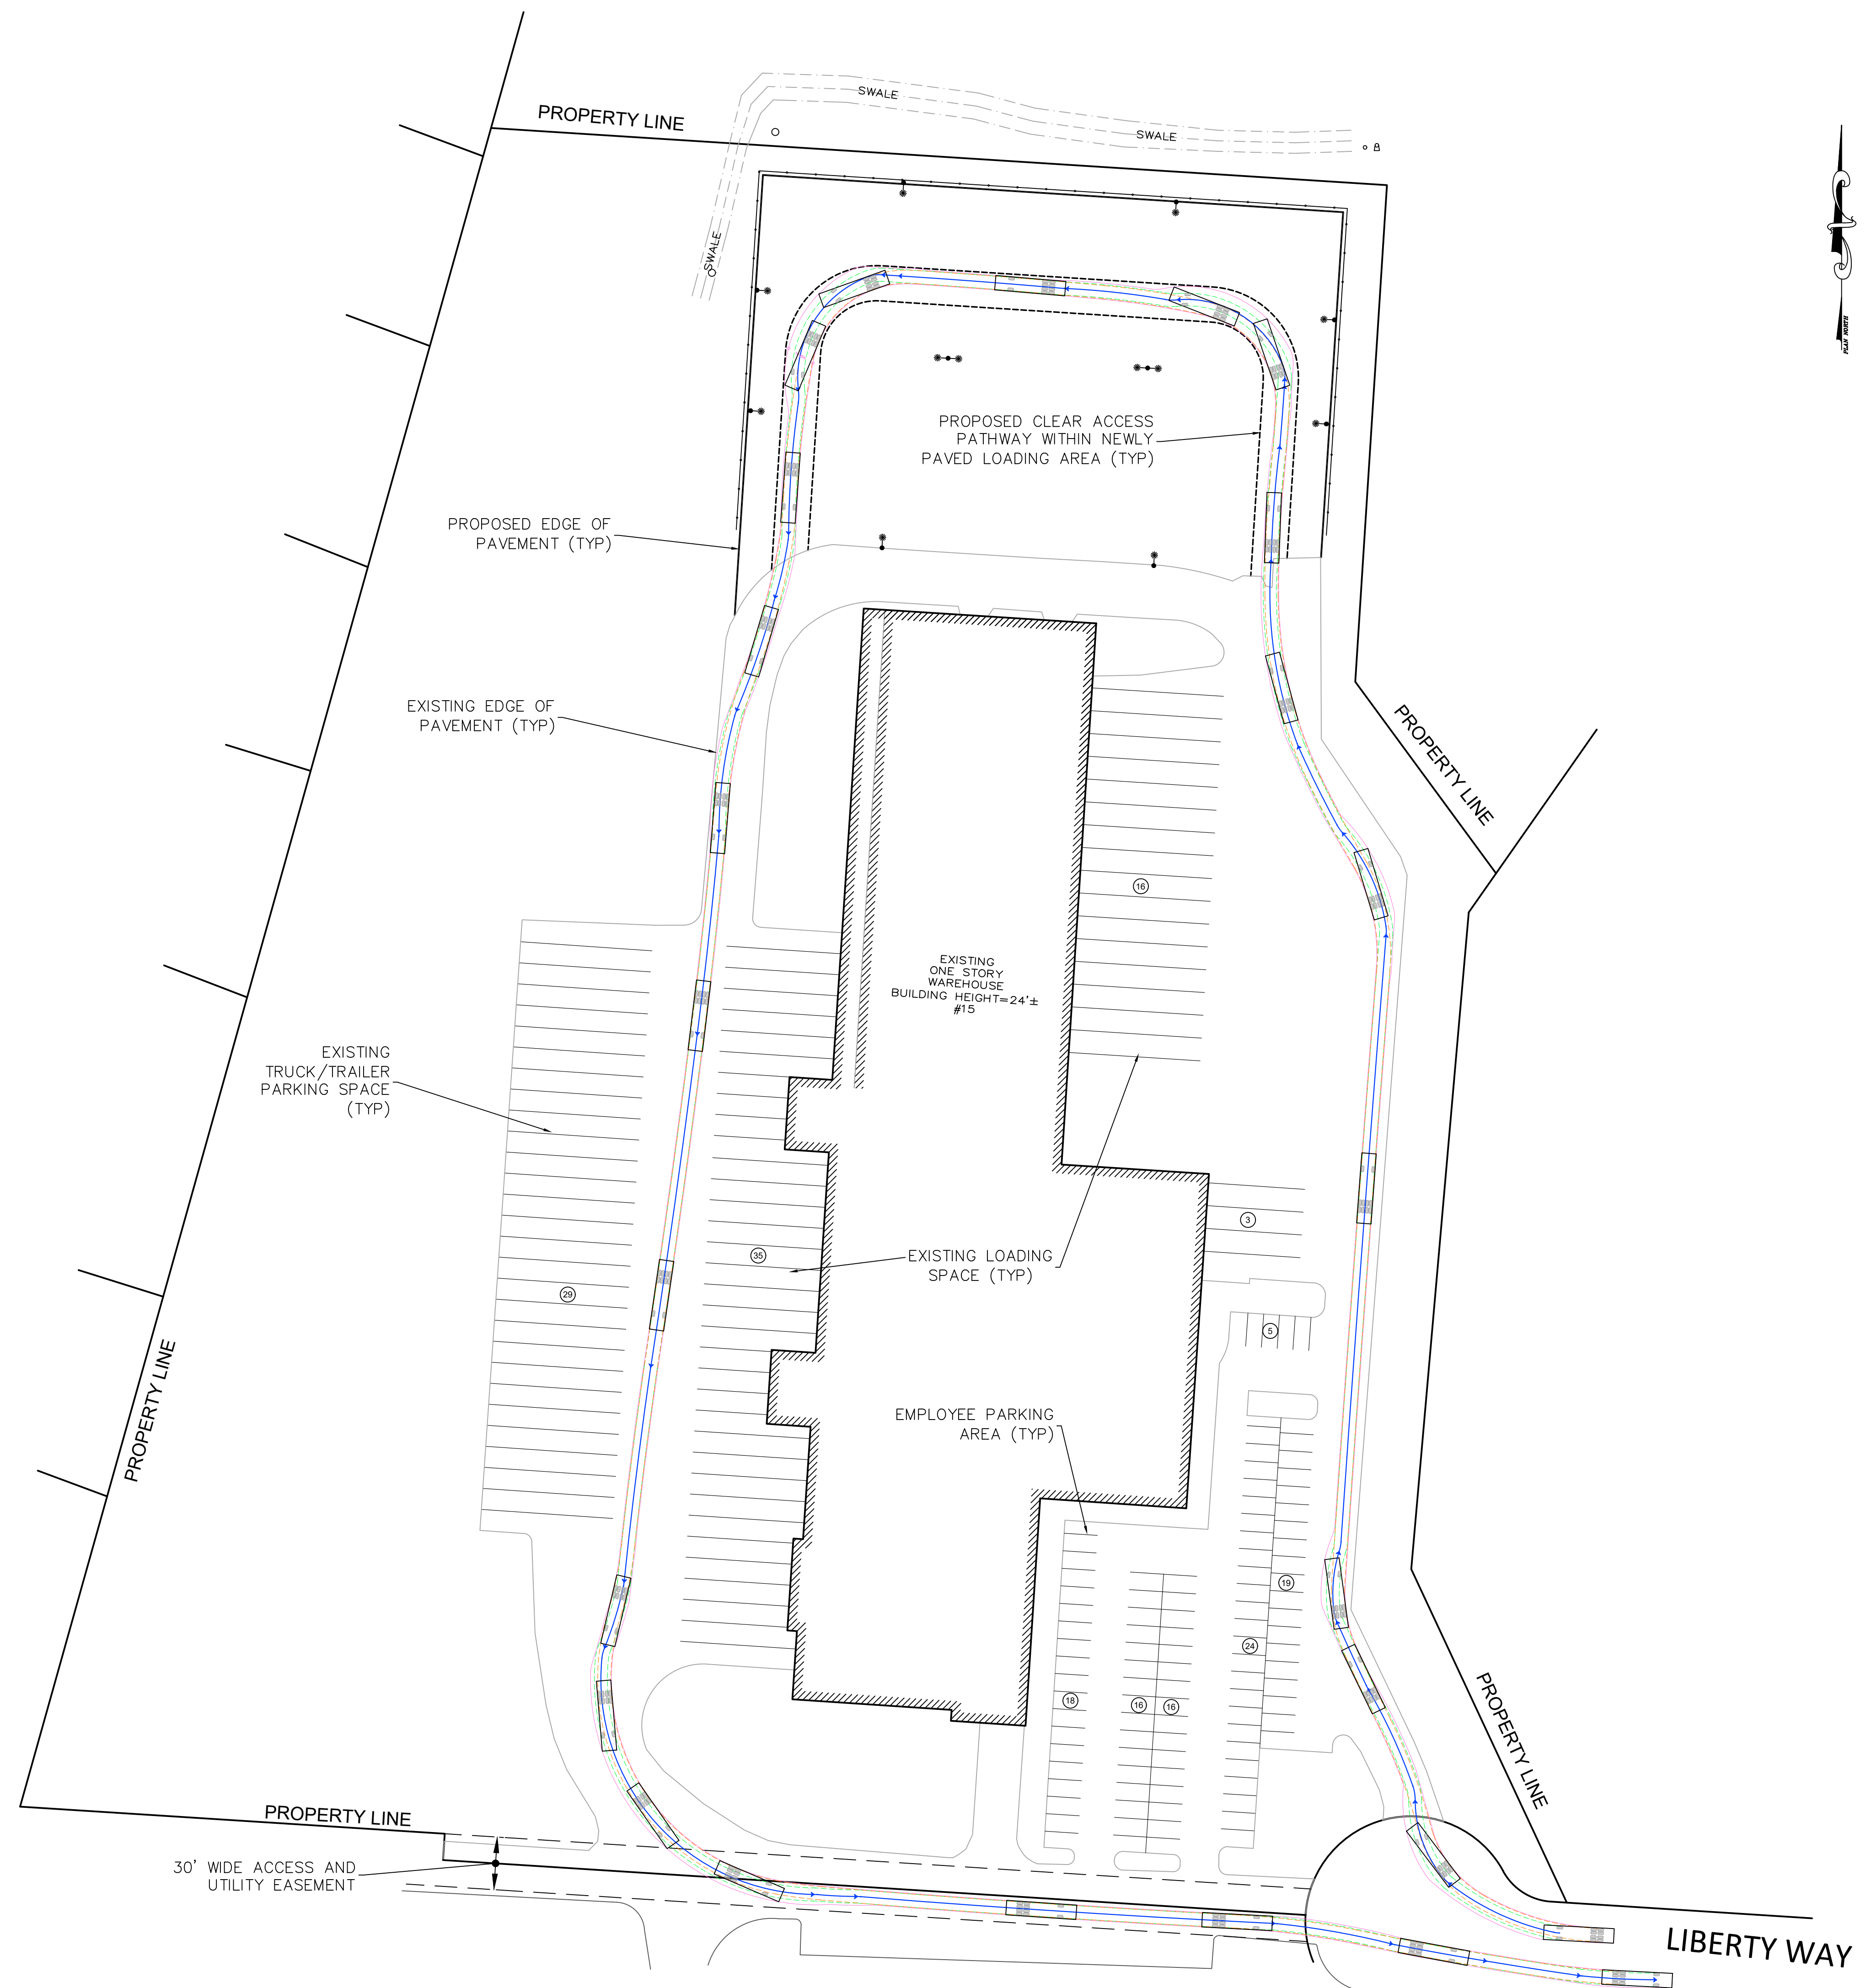 SWALE
PROPERTY LINE
SWALE
SWALE
PLAN NORTH
PROPOSED CLEAR ACCESS
PATHWAY WITHIN NEWLY
PAVED LOADING AREA (TYP)
PROPOSED EDGE OF
PAVEMENT (TYP)
EXISTING EDGE OF
PAVEMENT (TYP)
PROPERTY LINE
16
EXISTING
ONE STORY
WAREHOUSE
BUILDING HEIGHT=24'±
#15
EXISTING
TRUCK/TRAILER
PARKING SPACE
(TYP)
3
35
EXISTING LOADING
SPACE (TYP)
29
5
PROPERTY LINE
EMPLOYEE PARKING
AREA (TYP)
19
24
18
16
16
PROPERTY LINE
PROPERTY LINE
30' WIDE ACCESS AND
UTILITY EASEMENT
LIBERTY WAY